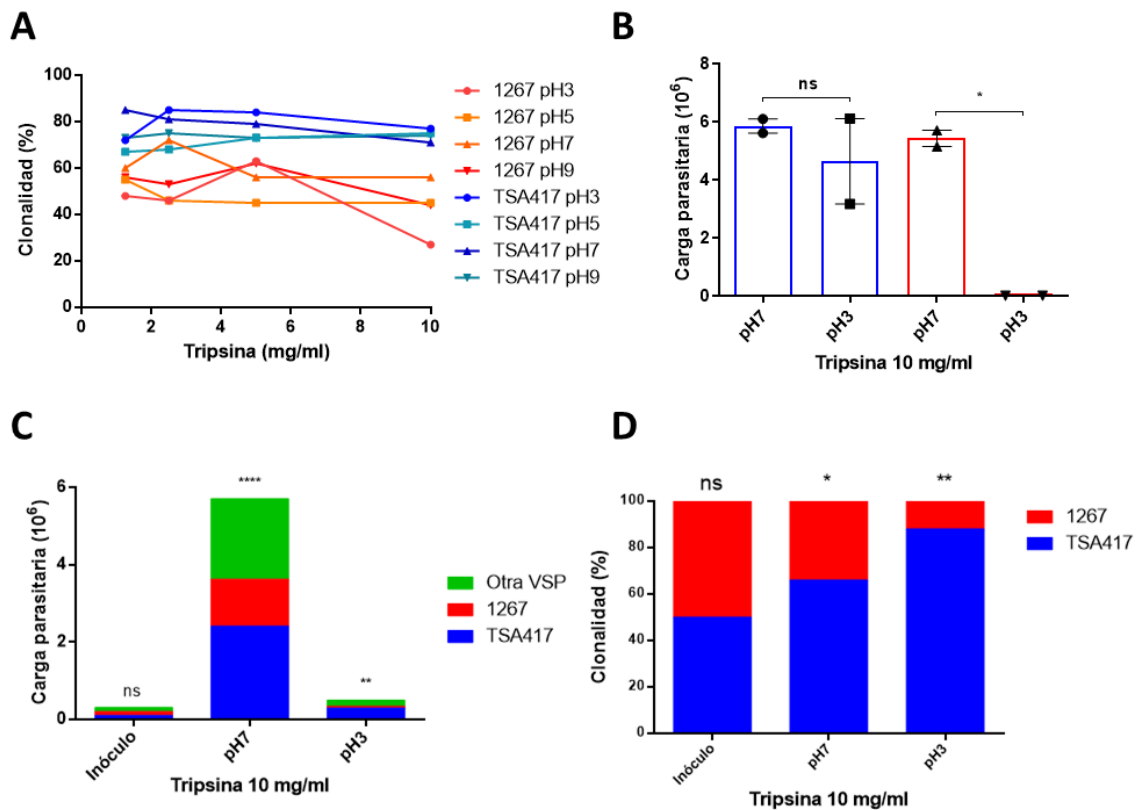 A
Clonalidad (%)
100
80
60
40
20
0
0 2 4 6 8 10
Tripsina (mg/ml)
1267 pH3
1267 pH5
1267 pH7
1267 pH9
TSA417 pH3
TSA417 pH5
TSA417 pH7
TSA417 pH9
B
Carga parasitaria (10⁶)
8
6
4
2
0
ns
*
pH7 pH3 pH7 pH3
Tripsina 10 mg/ml
C
Carga parasitaria (10⁶)
6
4
2
0
ns
****
**
Inóculo pH7 pH3
Tripsina 10 mg/ml
Otra VSP
1267
TSA417
D
Clonalidad (%)
100
80
60
40
20
0
ns * **
Inóculo pH7 pH3
Tripsina 10 mg/ml
1267
TSA417